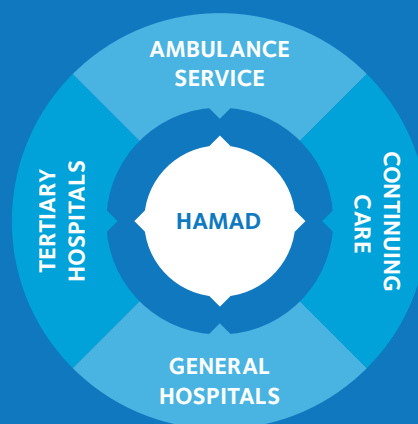 AMBULANCE
SERVICE
TERTIARY
HOSPITALS
HAMAD
CONTINUING
CARE
GENERAL
HOSPITALS